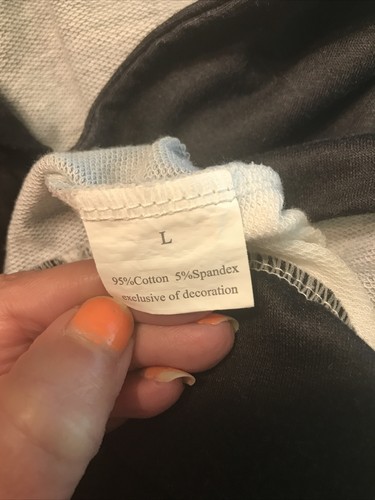 L
95%Cotton 5%Spandex
exclusive of decoration